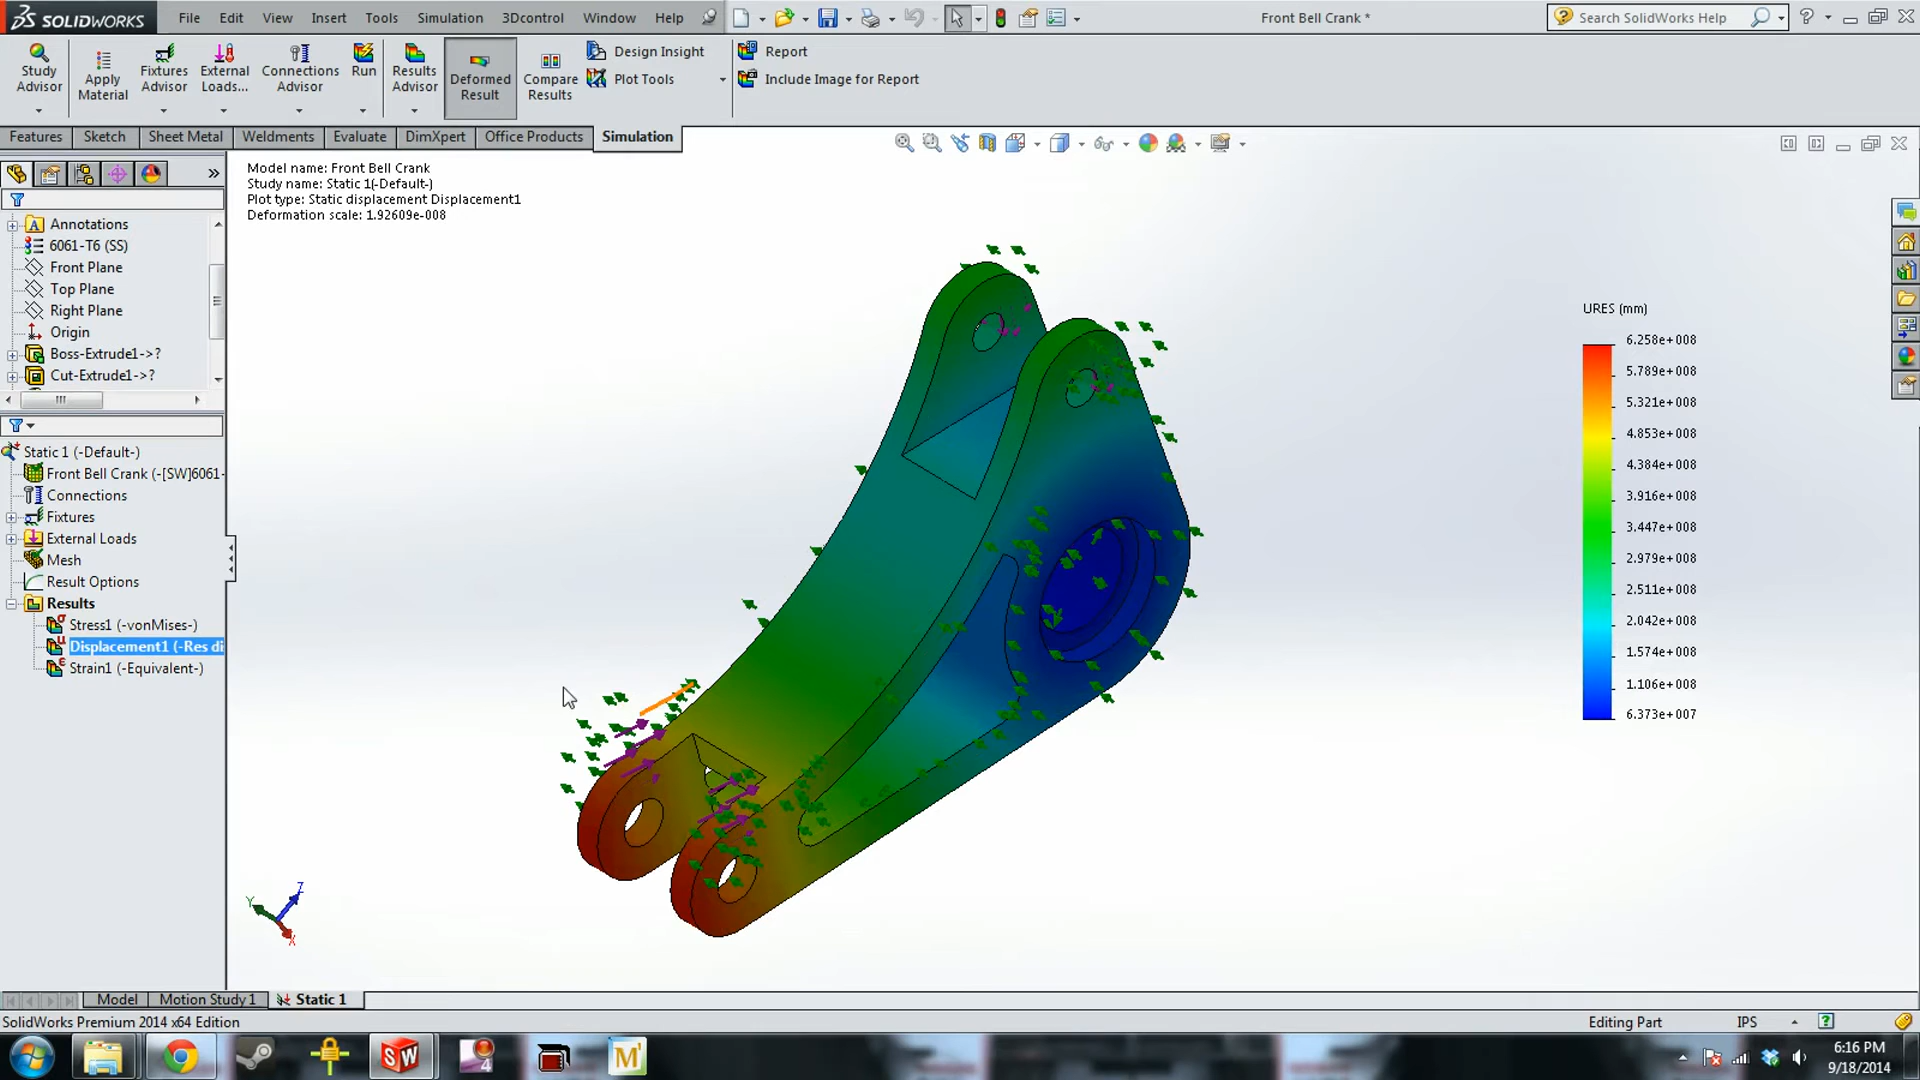 SOLIDWORKS File Edit View Insert Tools Simulation 3Dcontrol Window Help Front Bell Crank * Search SolidWorks Help
Study Advisor
Apply Material
Fixtures Advisor
External Loads...
Connections Advisor
Run
Results Advisor
Deformed Result
Compare Results
Design Insight
Plot Tools
Report
Include Image for Report
Features Sketch Sheet Metal Weldments Evaluate DimXpert Office Products Simulation
Model name: Front Bell Crank
Study name: Static 1(-Default-)
Plot type: Static displacement Displacement1
Deformation scale: 1.92609e-008
Annotations
6061-T6 (SS)
Front Plane
Top Plane
Right Plane
Origin
Boss-Extrude1->?
Cut-Extrude1->?
Static 1 (-Default-)
Front Bell Crank (-[SW]6061-
Connections
Fixtures
External Loads
Mesh
Result Options
Results
Stress1 (-vonMises-)
Displacement1 (-Res di
Strain1 (-Equivalent-)
URES (mm)
6.258e+008
5.789e+008
5.321e+008
4.853e+008
4.384e+008
3.916e+008
3.447e+008
2.979e+008
2.511e+008
2.042e+008
1.574e+008
1.106e+008
6.373e+007
Y Z
X
Model Motion Study 1 Static 1
SolidWorks Premium 2014 x64 Edition Editing Part IPS
SW 4 M
6:16 PM
9/18/2014